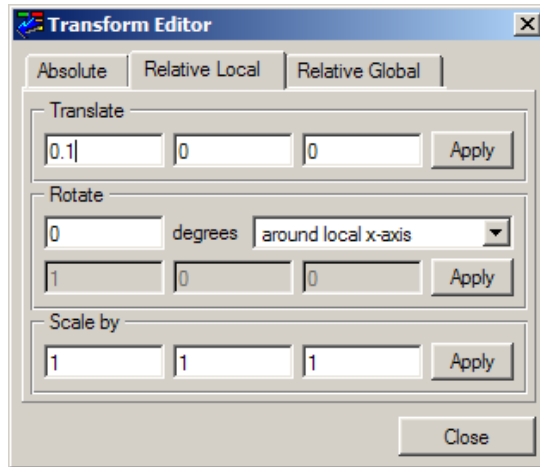 Transform Editor
Absolute Relative Local Relative Global
Translate
0.1 0 0 Apply
Rotate
0 degrees around local x-axis
1 0 0 Apply
Scale by
1 1 1 Apply
Close